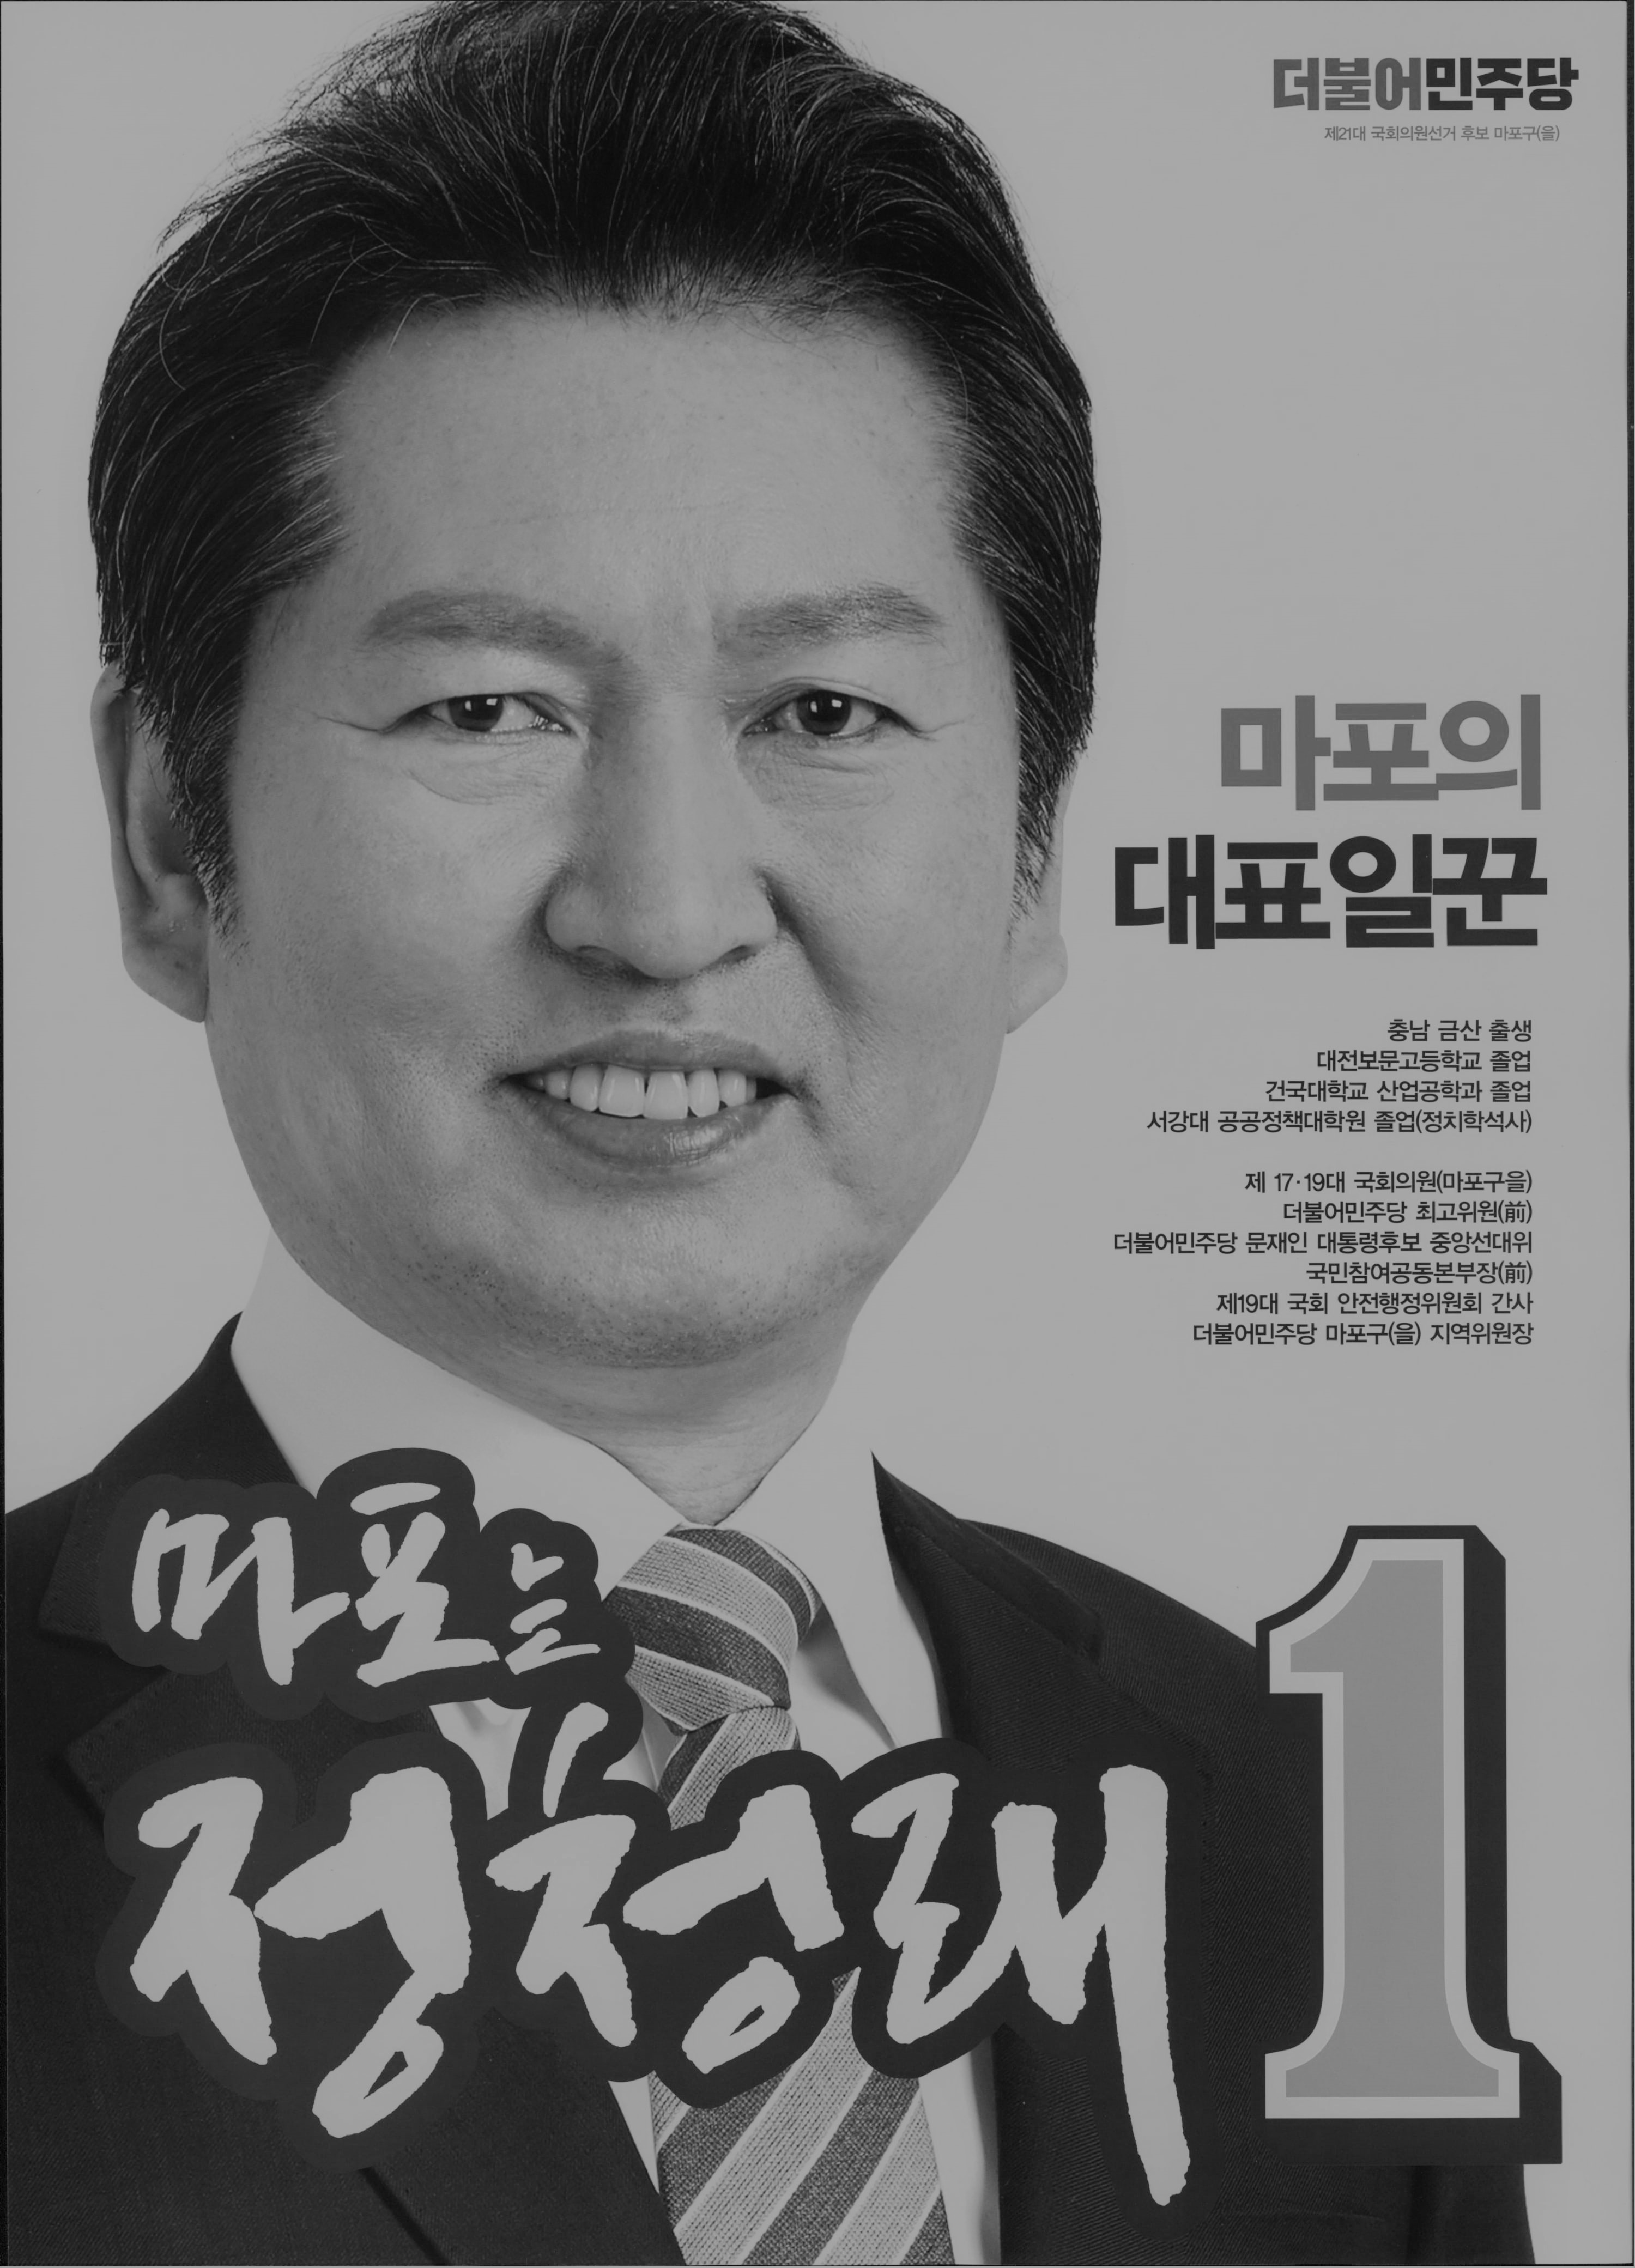 더불어민주당
제21대 국회의원선거 후보 마포구(을)
마포의
대표일꾼
충남 금산 출생
대전보문고등학교 졸업
건국대학교 산업공학과 졸업
서강대 공공정책대학원 졸업(정치학석사)
제 17·19대 국회의원(마포구을)
더불어민주당 최고위원(前)
더불어민주당 문재인 대통령후보 중앙선대위
국민참여공동본부장(前)
제19대 국회 안전행정위원회 간사
더불어민주당 마포구(을) 지역위원장
마포는
정청래
1